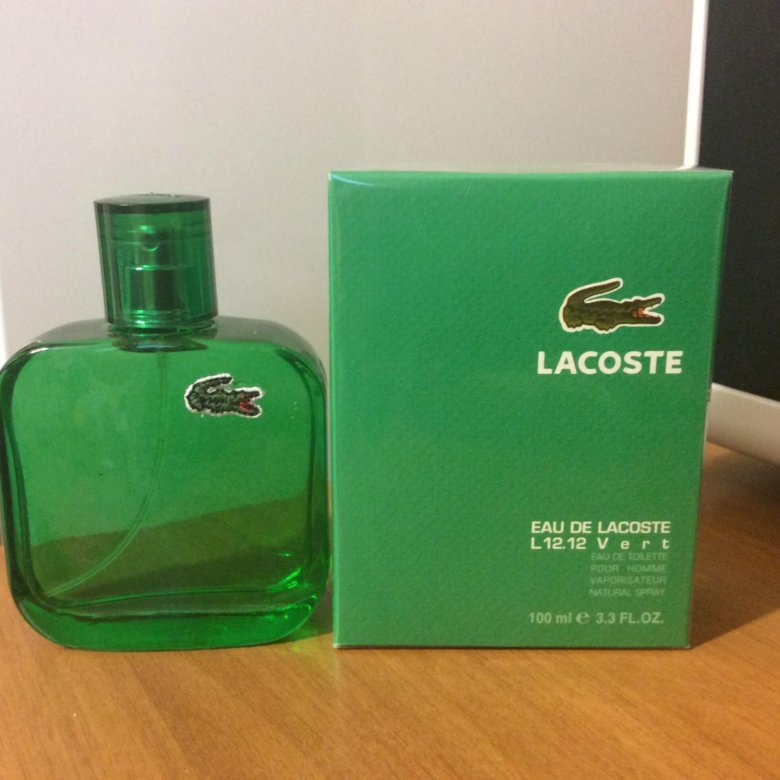 LACOSTE
EAU DE LACOSTE
L.12.12 Vert
EAU DE TOILETTE
POUR HOMME
VAPORISATEUR
NATURAL SPRAY
100 ml e 3.3 FL.OZ.